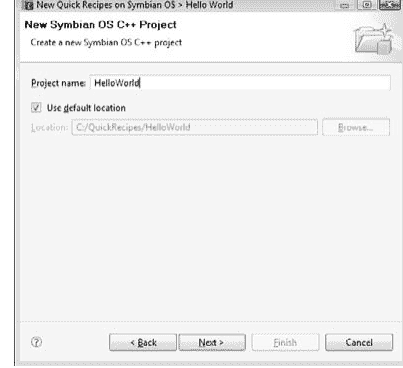 New Quick Recipes on Symbian OS > Hello World
New Symbian OS C++ Project
Create a new Symbian OS C++ project
Project name: HelloWorld
Use default location
Location: C:/QuickRecipes/HelloWorld
Browse...
? < Back Next > Finish Cancel